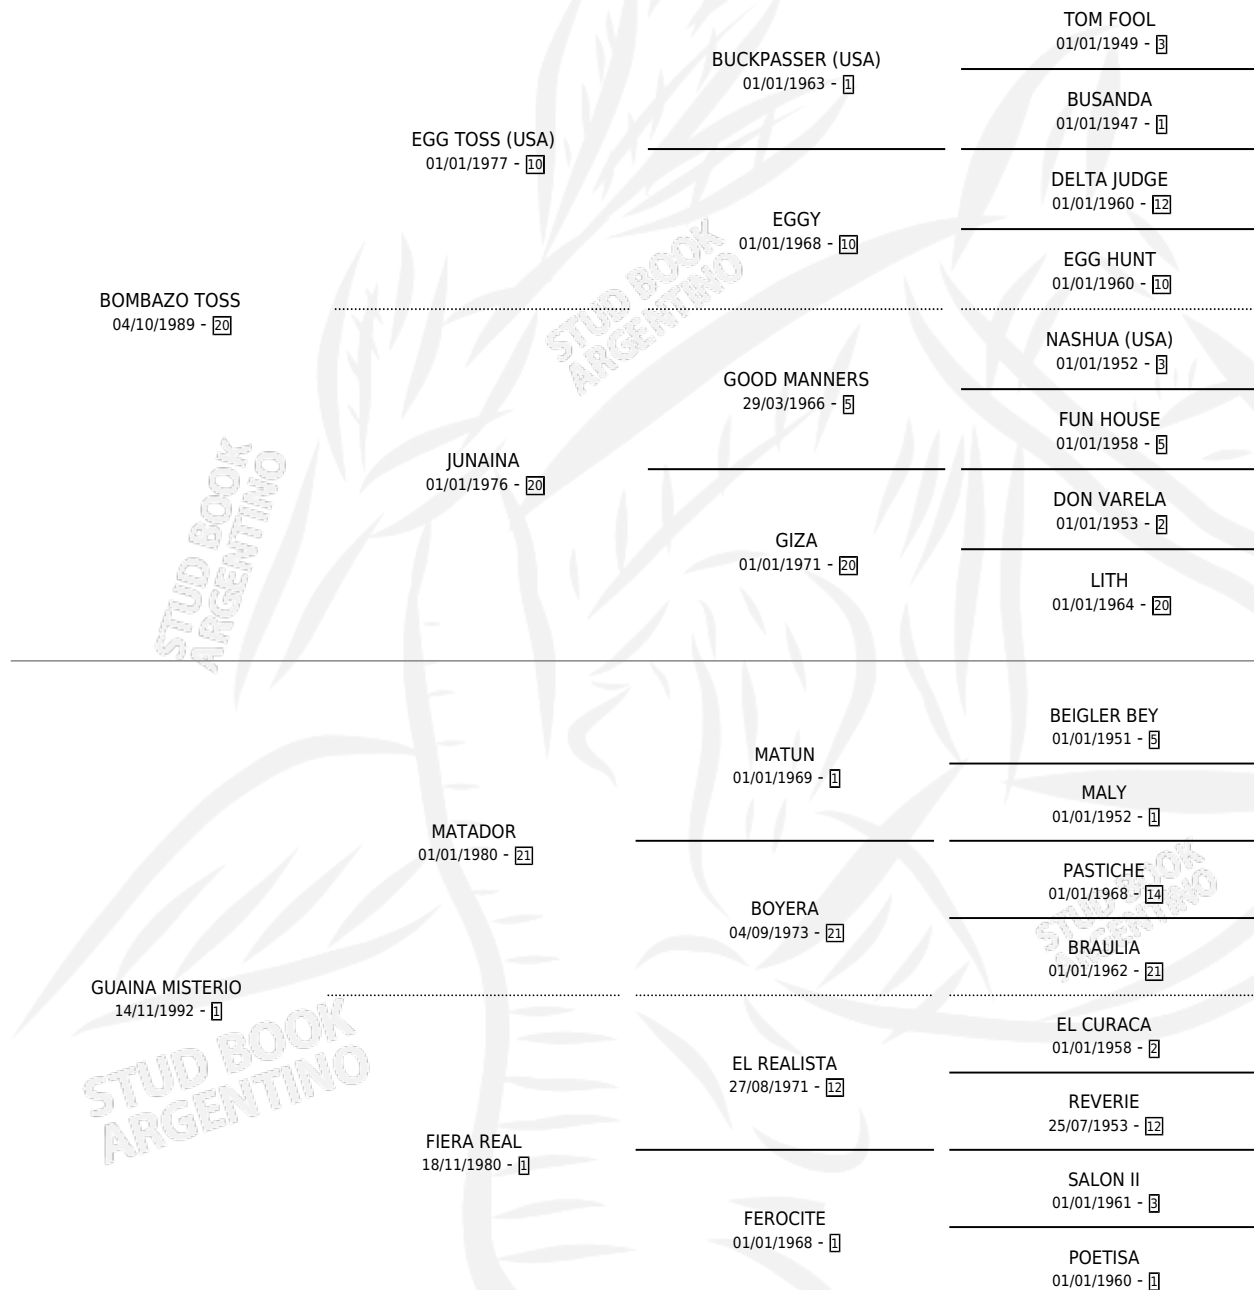 TOM FOOL
01/01/1949 - 3
BUCKPASSER (USA)
01/01/1963 - 1
BUSANDA
01/01/1947 - 1
EGG TOSS (USA)
01/01/1977 - 10
DELTA JUDGE
01/01/1960 - 12
EGGY
01/01/1968 - 10
EGG HUNT
01/01/1960 - 10
BOMBAZO TOSS
04/10/1989 - 20
NASHUA (USA)
01/01/1952 - 3
GOOD MANNERS
29/03/1966 - 5
FUN HOUSE
01/01/1958 - 5
JUNAINA
01/01/1976 - 20
DON VARELA
01/01/1953 - 2
GIZA
01/01/1971 - 20
LITH
01/01/1964 - 20
BEIGLER BEY
01/01/1951 - 5
MATUN
01/01/1969 - 1
MALY
01/01/1952 - 1
MATADOR
01/01/1980 - 21
PASTICHE
01/01/1968 - 14
BOYERA
04/09/1973 - 21
BRAULIA
01/01/1962 - 21
GUAINA MISTERIO
14/11/1992 - 1
EL CURACA
01/01/1958 - 2
EL REALISTA
27/08/1971 - 12
REVERIE
25/07/1953 - 12
FIERA REAL
18/11/1980 - 1
SALON II
01/01/1961 - 3
FEROCITE
01/01/1968 - 1
POETISA
01/01/1960 - 1
STUD BOOK
ARGENTINO
STUD BOOK
ARGENTINO
STUD BOOK
ARGENTINO
STUD BOOK
ARGENTINO